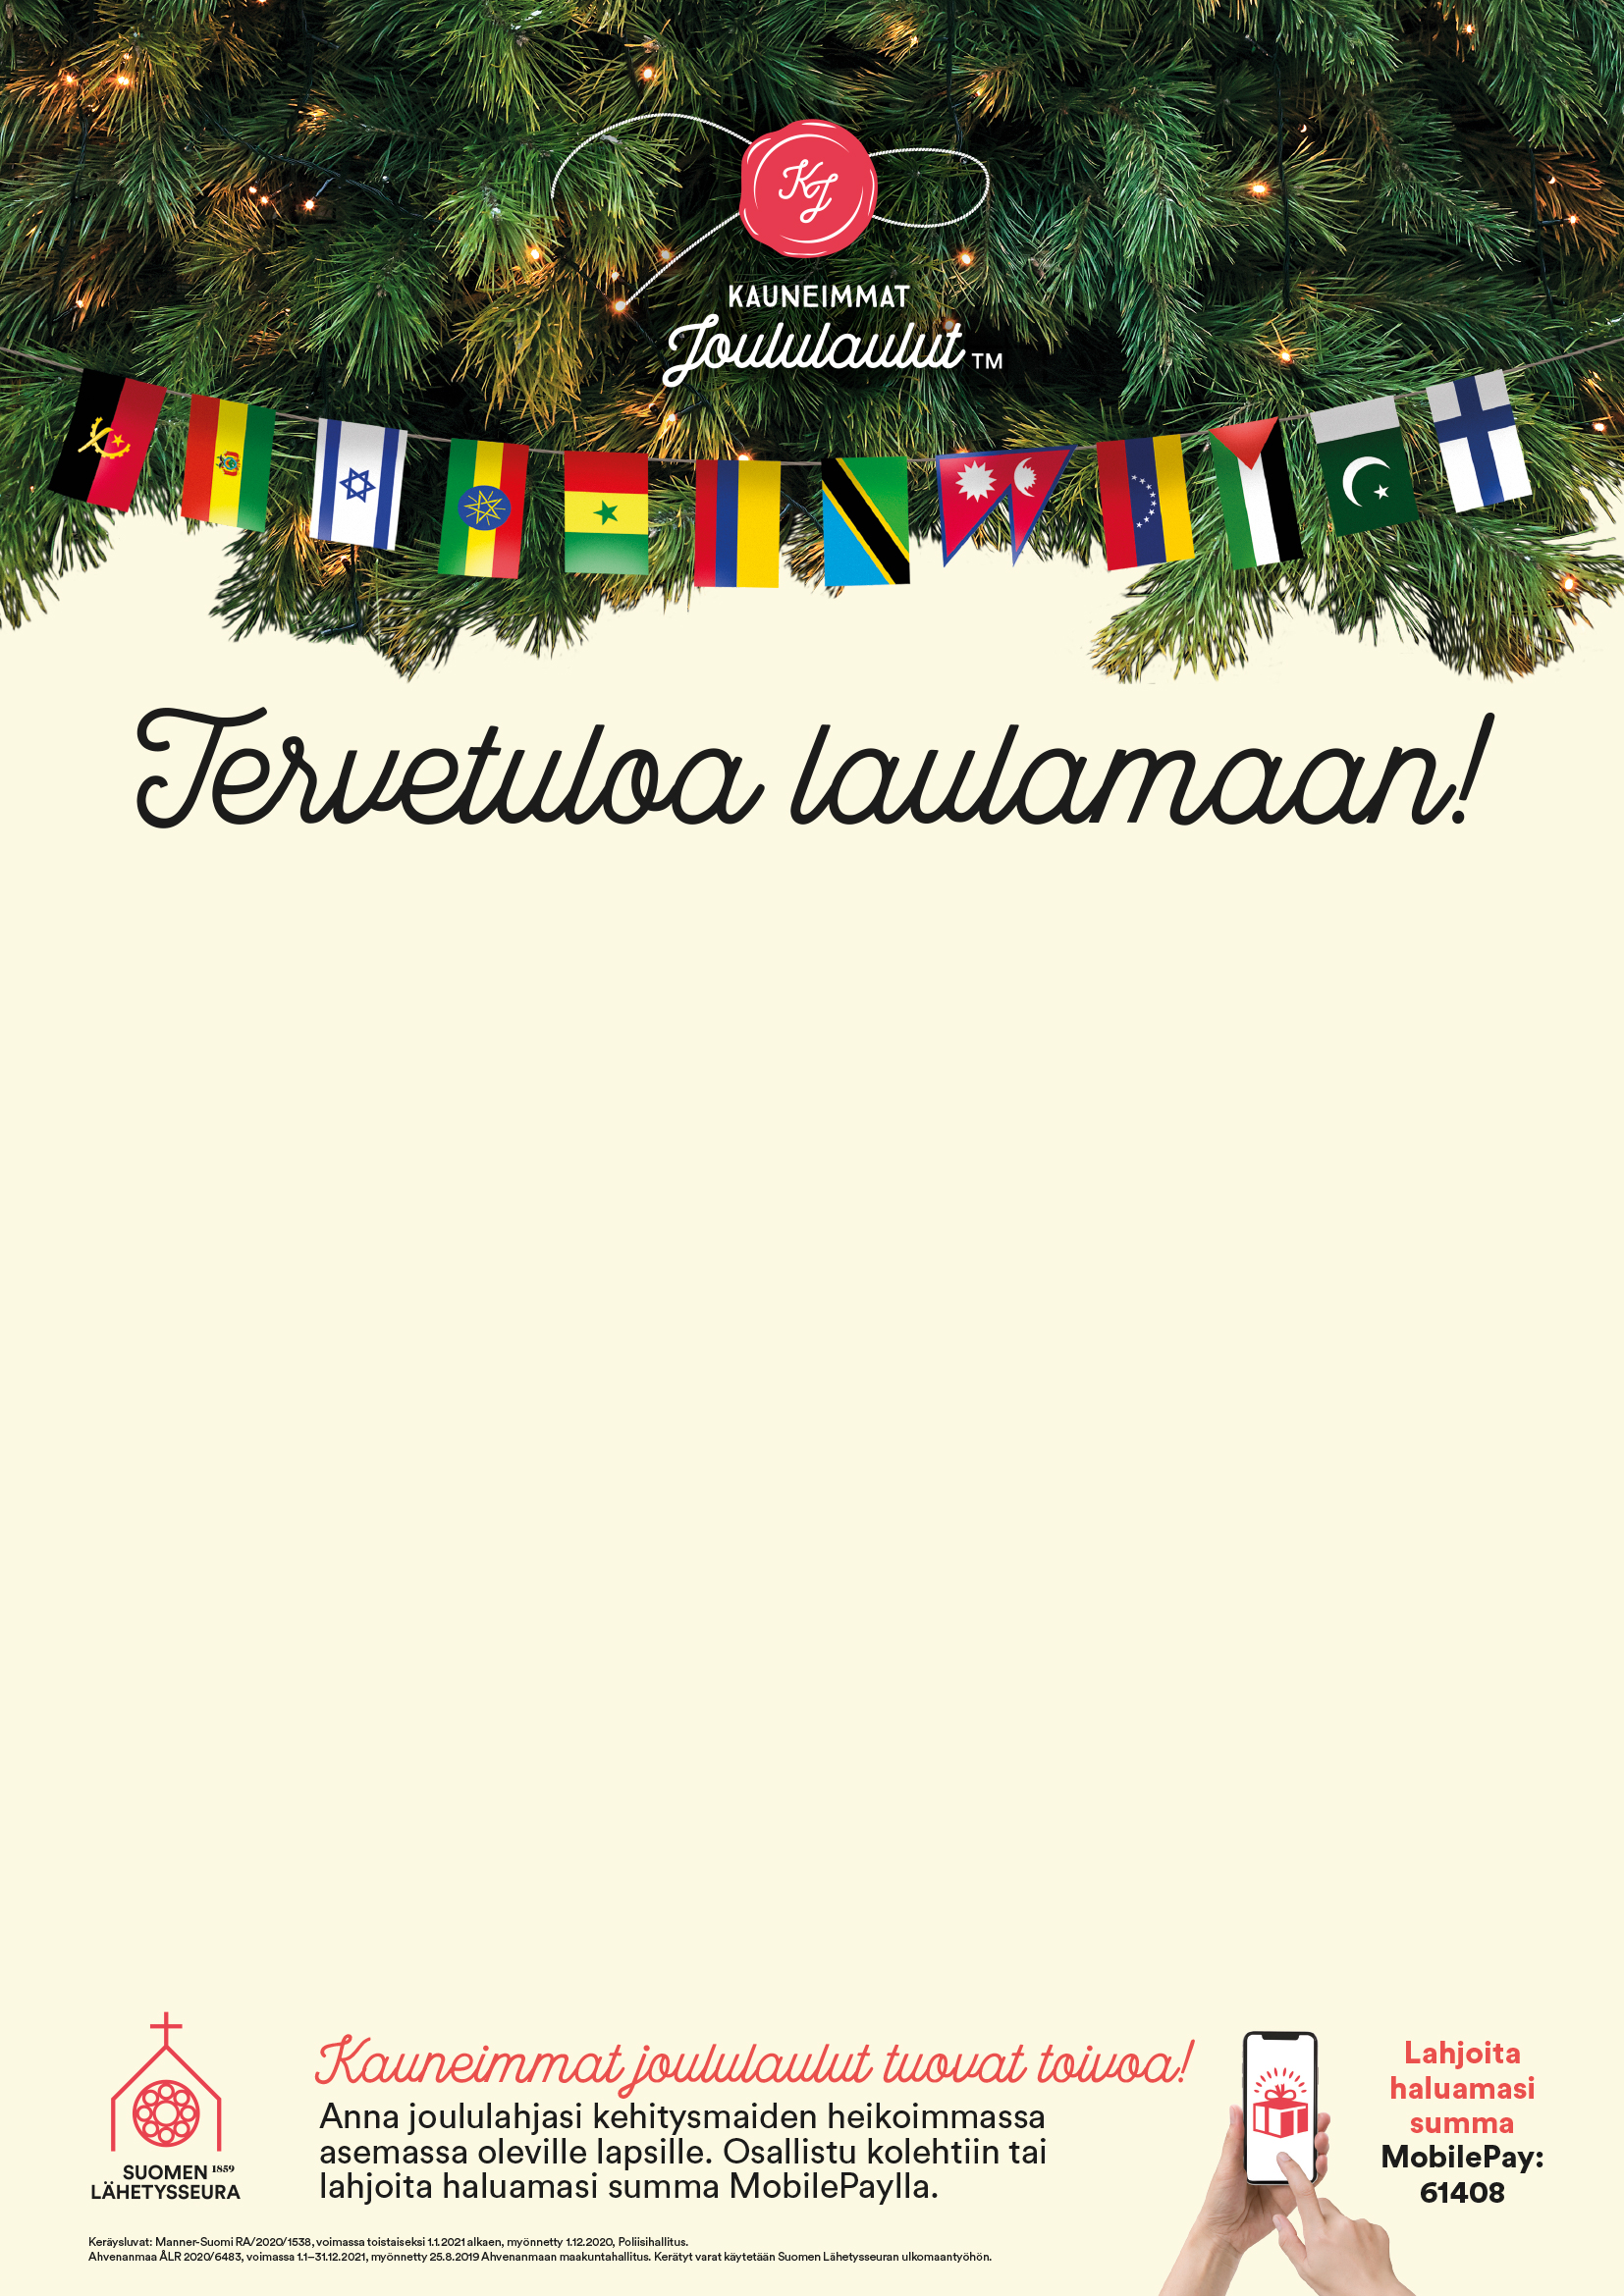 KJ
KAUNEIMMAT
Joululaulut TM
Tervetuloa laulamaan!
SUOMEN 1859
LÄHETYSSEURA
Kauneimmat joululaulut tuovat toivoa!
Anna joululahjasi kehitysmaiden heikoimmassa
asemassa oleville lapsille. Osallistu kolehtiin tai
lahjoita haluamasi summa MobilePaylla.
Lahjoita
haluamasi
summa
MobilePay:
61408
Keräysluvat: Manner-Suomi RA/2020/1538, voimassa toistaiseksi 1.1.2021 alkaen, myönnetty 1.12.2020, Poliisihallitus.
Ahvenanmaa ÅLR 2020/6483, voimassa 1.1–31.12.2021, myönnetty 25.8.2019 Ahvenanmaan maakuntahallitus. Kerätyt varat käytetään Suomen Lähetysseuran ulkomaantyöhön.